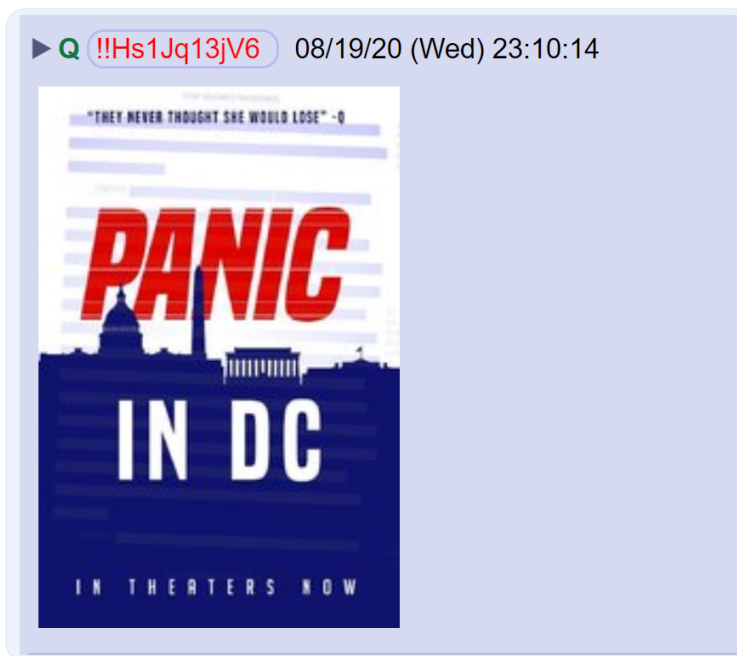 ▶ Q !!Hs1Jq13jV6 08/19/20 (Wed) 23:10:14
"THEY NEVER THOUGHT SHE WOULD LOSE" -Q
PANIC
IN DC
IN THEATERS NOW